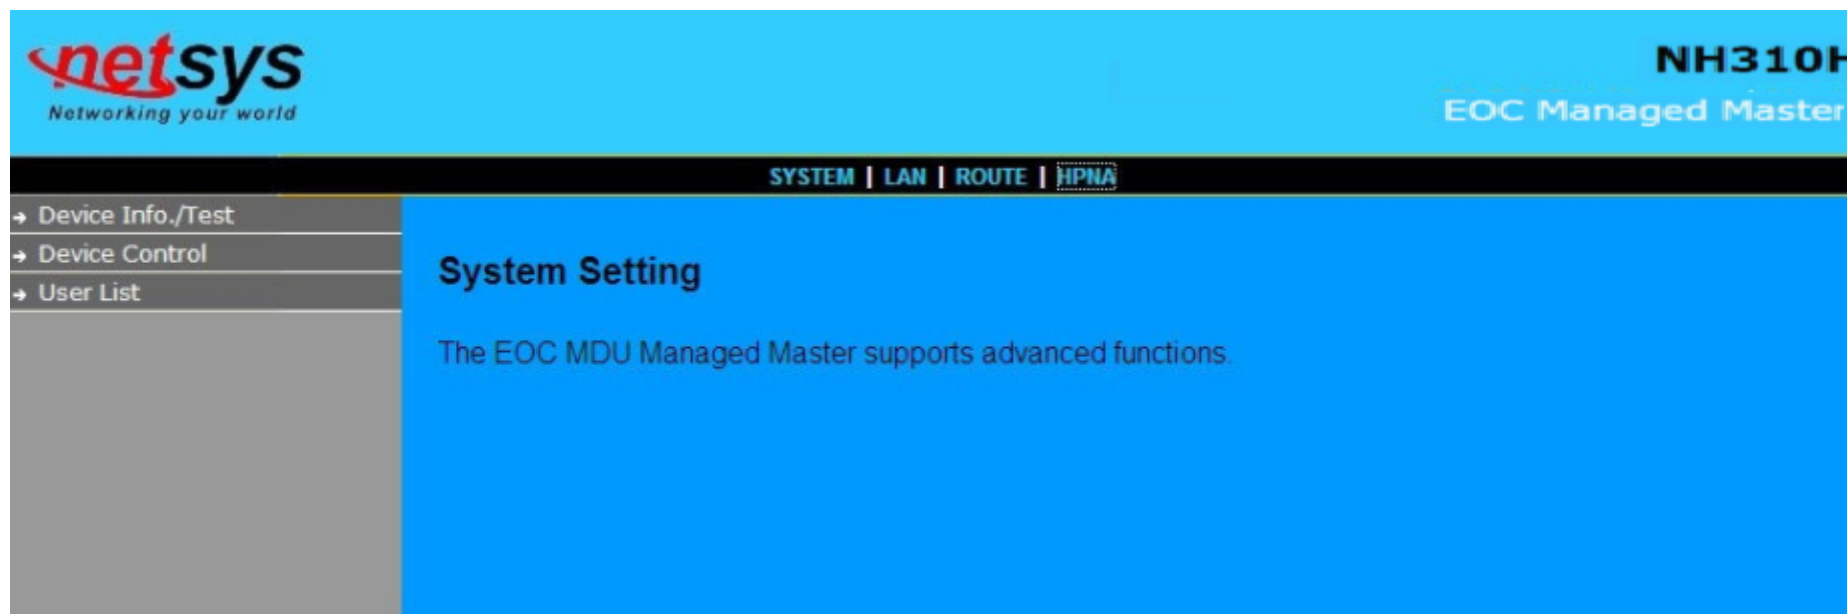 netsys
Networking your world
NH310H
EOC Managed Master
SYSTEM | LAN | ROUTE | HPNA
Device Info./Test
Device Control
User List
System Setting
The EOC MDU Managed Master supports advanced functions.